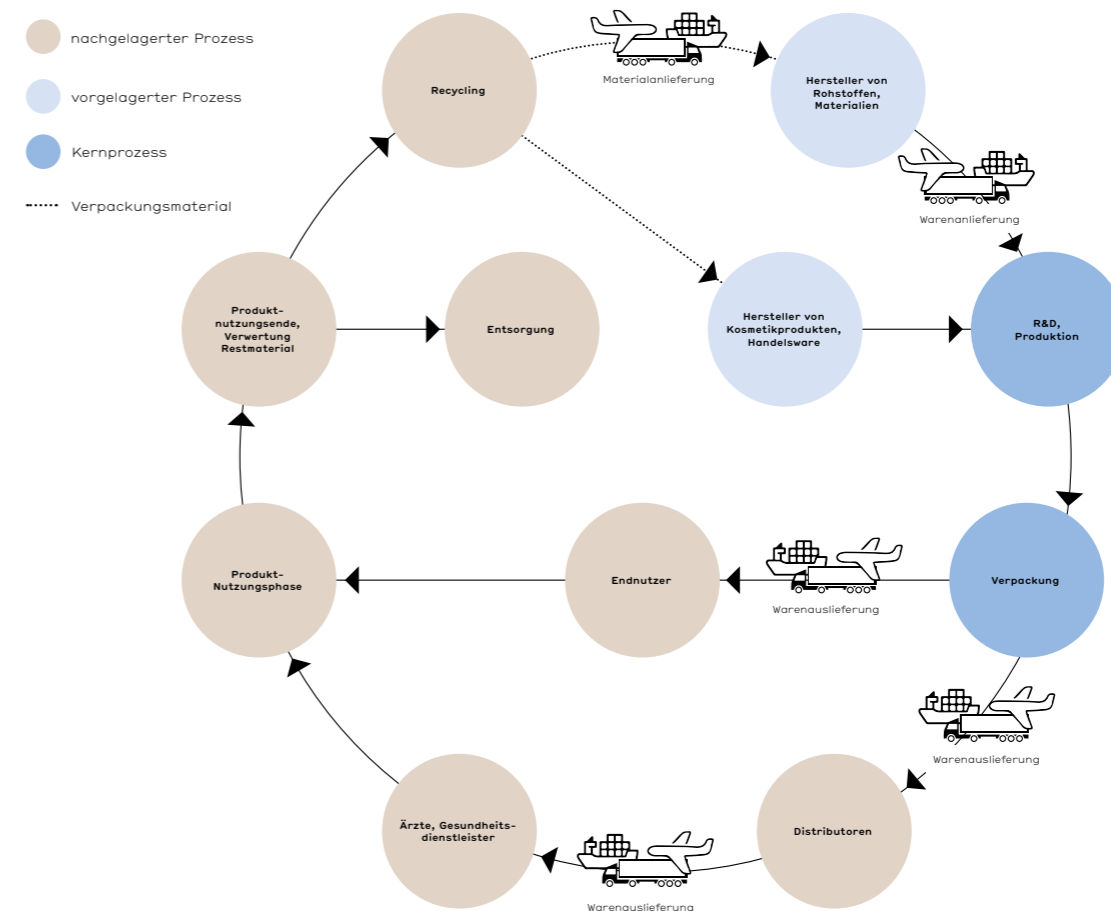 nachgelagerter Prozess
vorgelagerter Prozess
Kernprozess
Verpackungsmaterial
Recycling
Materialanlieferung
Hersteller von
Rohstoffen,
Materialien
Warenanlieferung
Produkt-
nutzungsende,
Verwertung
Restmaterial
Entsorgung
Hersteller von
Kosmetikprodukten,
Handelsware
R&D,
Produktion
Produkt-
Nutzungsphase
Endnutzer
Warenauslieferung
Verpackung
Warenauslieferung
Ärzte, Gesundheits-
dienstleister
Warenauslieferung
Distributoren